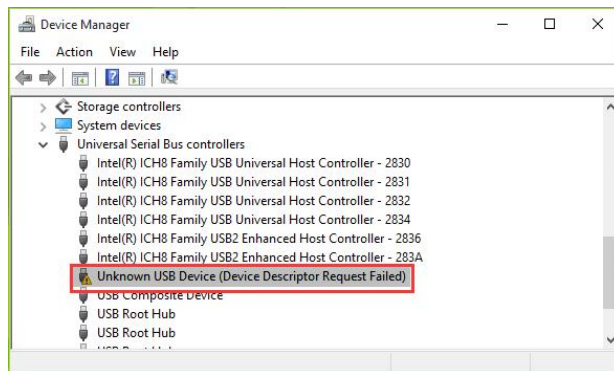 Device Manager
File Action View Help
Storage controllers
System devices
Universal Serial Bus controllers
Intel(R) ICH8 Family USB Universal Host Controller - 2830
Intel(R) ICH8 Family USB Universal Host Controller - 2831
Intel(R) ICH8 Family USB Universal Host Controller - 2832
Intel(R) ICH8 Family USB Universal Host Controller - 2834
Intel(R) ICH8 Family USB2 Enhanced Host Controller - 2836
Intel(R) ICH8 Family USB2 Enhanced Host Controller - 283A
Unknown USB Device (Device Descriptor Request Failed)
USB Composite Device
USB Root Hub
USB Root Hub